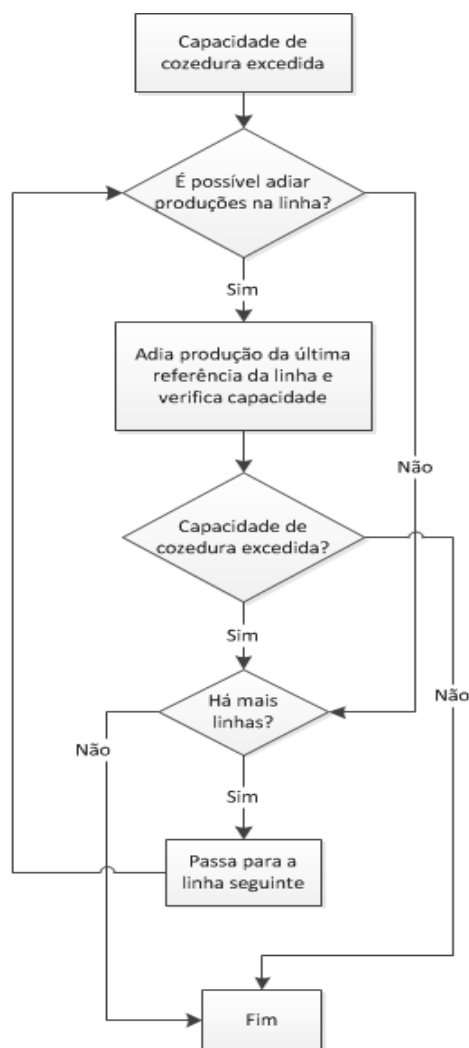 Capacidade de
cozedura excedida
É possível adiar
produções na linha?
Sim
Adia produção da última
referência da linha e
verifica capacidade
Não
Capacidade de
cozedura excedida?
Sim
Não
Há mais
linhas?
Não
Sim
Passa para a
linha seguinte
Fim